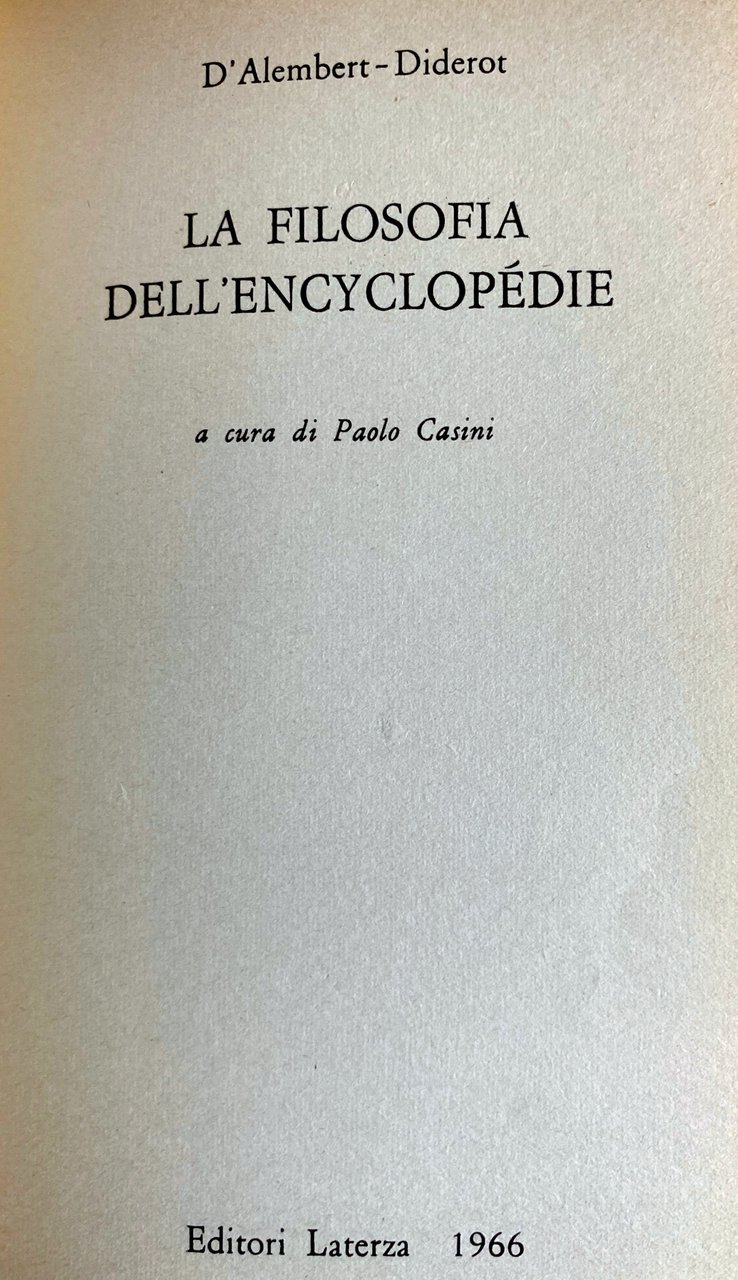 D'Alembert-Diderot
LA FILOSOFIA
DELL'ENCYCLOPÉDIE
a cura di Paolo Casini
Editori Laterza 1966